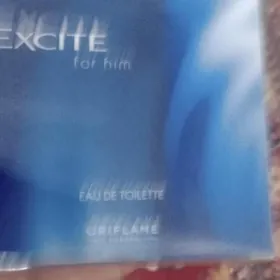 EXCITE
for him
EAU DE TOILETTE
ORIFLAME